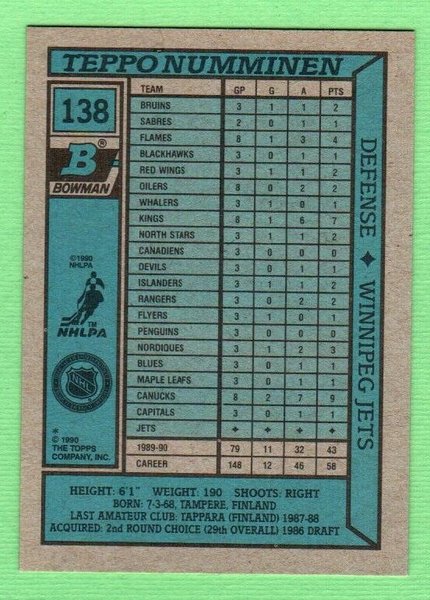 TEPPO NUMMINEN
138
B®
BOWMAN
©1990
NHLPA
NHLPA™
NHL
*
© 1990
THE TOPPS
COMPANY, INC.
TEAM GP G A PTS
BRUINS 3 1 1 2
SABRES 2 0 1 1
FLAMES 8 1 3 4
BLACKHAWKS 3 0 1 1
RED WINGS 3 1 1 2
OILERS 8 0 2 2
WHALERS 3 1 0 1
KINGS 6 1 6 7
NORTH STARS 3 1 1 2
CANADIENS 3 0 0 0
DEVILS 3 0 1 1
ISLANDERS 3 1 1 2
RANGERS 3 0 2 2
FLYERS 3 0 1 1
PENGUINS 3 0 0 0
NORDIQUES 3 1 2 3
BLUES 3 0 1 1
MAPLE LEAFS 3 0 1 1
CANUCKS 8 2 7 9
CAPITALS 3 0 1 1
JETS ✦ ✦ ✦ ✦
1989-90 79 11 32 43
CAREER 148 12 46 58
DEFENSE ✦ WINNIPEG JETS
HEIGHT: 6'1" WEIGHT: 190 SHOOTS: RIGHT
BORN: 7-3-68, TAMPERE, FINLAND
LAST AMATEUR CLUB: TAPPARA (FINLAND) 1987-88
ACQUIRED: 2nd ROUND CHOICE (29th OVERALL) 1986 DRAFT